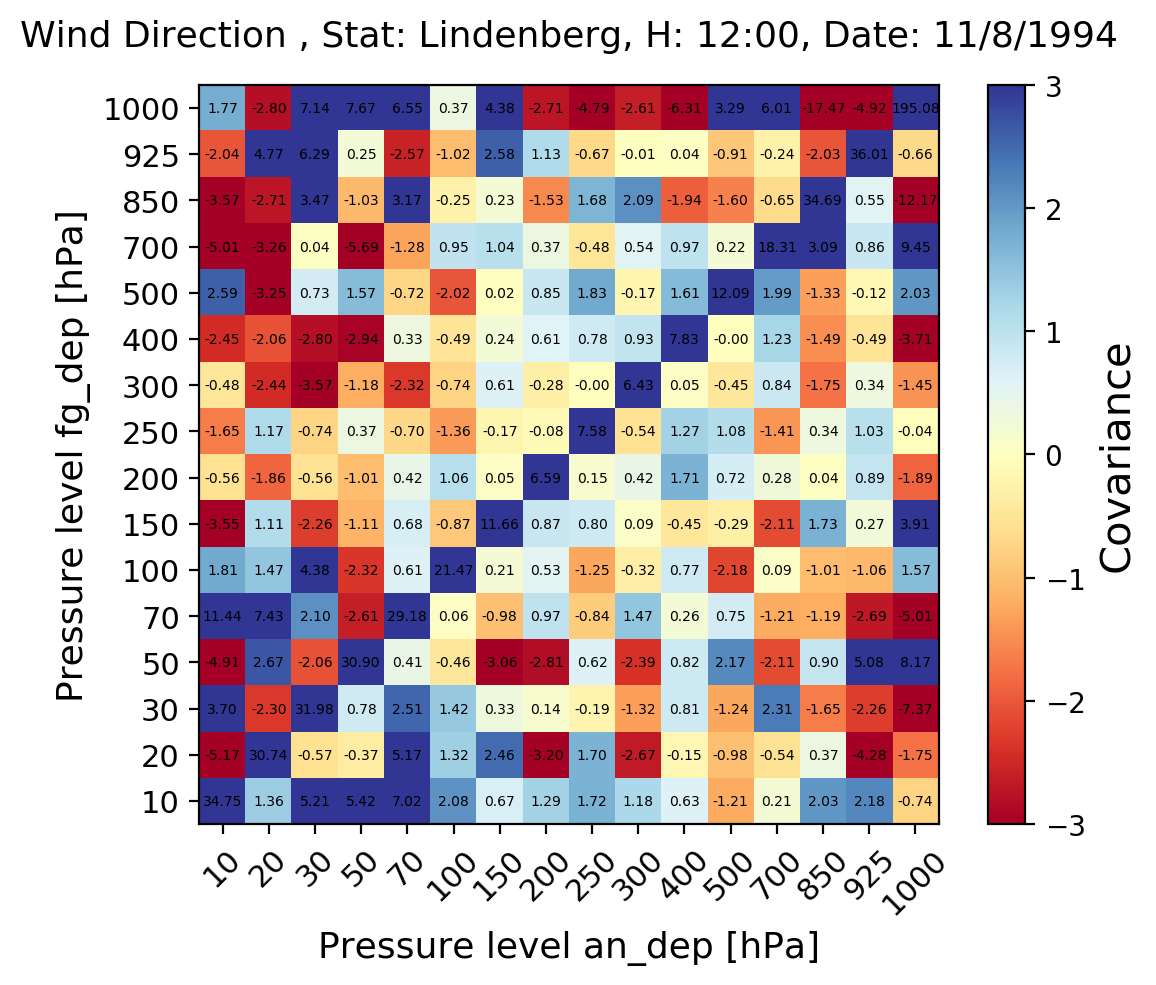 Wind Direction , Stat: Lindenberg, H: 12:00, Date: 11/8/1994
1000 1.77 -2.80 7.14 7.67 6.55 0.37 4.38 -2.71 -4.79 -2.61 -6.31 3.29 6.01 -17.47 -4.92 195.08
925 -2.04 4.77 6.29 0.25 -2.57 -1.02 2.58 1.13 -0.67 -0.01 0.04 -0.91 -0.24 -2.03 36.01 -0.66
850 -3.57 -2.71 3.47 -1.03 3.17 -0.25 0.23 -1.53 1.68 2.09 -1.94 -1.60 -0.65 34.69 0.55 -12.17
700 -5.01 -3.26 0.04 -5.69 -1.28 0.95 1.04 0.37 -0.48 0.54 0.97 0.22 18.31 3.09 0.86 9.45
500 2.59 -3.25 0.73 1.57 -0.72 -2.02 0.02 0.85 1.83 -0.17 1.61 12.09 1.99 -1.33 -0.12 2.03
400 -2.45 -2.06 -2.80 -2.94 0.33 -0.49 0.24 0.61 0.78 0.93 7.83 -0.00 1.23 -1.49 -0.49 -3.71
300 -0.48 -2.44 -3.57 -1.18 -2.32 -0.74 0.61 -0.28 -0.00 6.43 0.05 -0.45 0.84 -1.75 0.34 -1.45
250 -1.65 1.17 -0.74 0.37 -0.70 -1.36 -0.17 -0.08 7.58 -0.54 1.27 1.08 -1.41 0.34 1.03 -0.04
200 -0.56 -1.86 -0.56 -1.01 0.42 1.06 0.05 6.59 0.15 0.42 1.71 0.72 0.28 0.04 0.89 -1.89
150 -3.55 1.11 -2.26 -1.11 0.68 -0.87 11.66 0.87 0.80 0.09 -0.45 -0.29 -2.11 1.73 0.27 3.91
100 1.81 1.47 4.38 -2.32 0.61 21.47 0.21 0.53 -1.25 -0.32 0.77 -2.18 0.09 -1.01 -1.06 1.57
70 11.44 7.43 2.10 -2.61 29.18 0.06 -0.98 0.97 -0.84 1.47 0.26 0.75 -1.21 -1.19 -2.69 -5.01
50 -4.91 2.67 -2.06 30.90 0.41 -0.46 -3.06 -2.81 0.62 -2.39 0.82 2.17 -2.11 0.90 5.08 8.17
30 3.70 -2.30 31.98 0.78 2.51 1.42 0.33 0.14 -0.19 -1.32 0.81 -1.24 2.31 -1.65 -2.26 -7.37
20 -5.17 30.74 -0.57 -0.37 5.17 1.32 2.46 -3.20 1.70 -2.67 -0.15 -0.98 -0.54 0.37 -4.28 -1.75
10 34.75 1.36 5.21 5.42 7.02 2.08 0.67 1.29 1.72 1.18 0.63 -1.21 0.21 2.03 2.18 -0.74
10 20 30 50 70 100 150 200 250 300 400 500 700 850 925 1000
Pressure level an_dep [hPa]
Pressure level fg_dep [hPa]
3
2
1
0
−1
−2
−3
Covariance